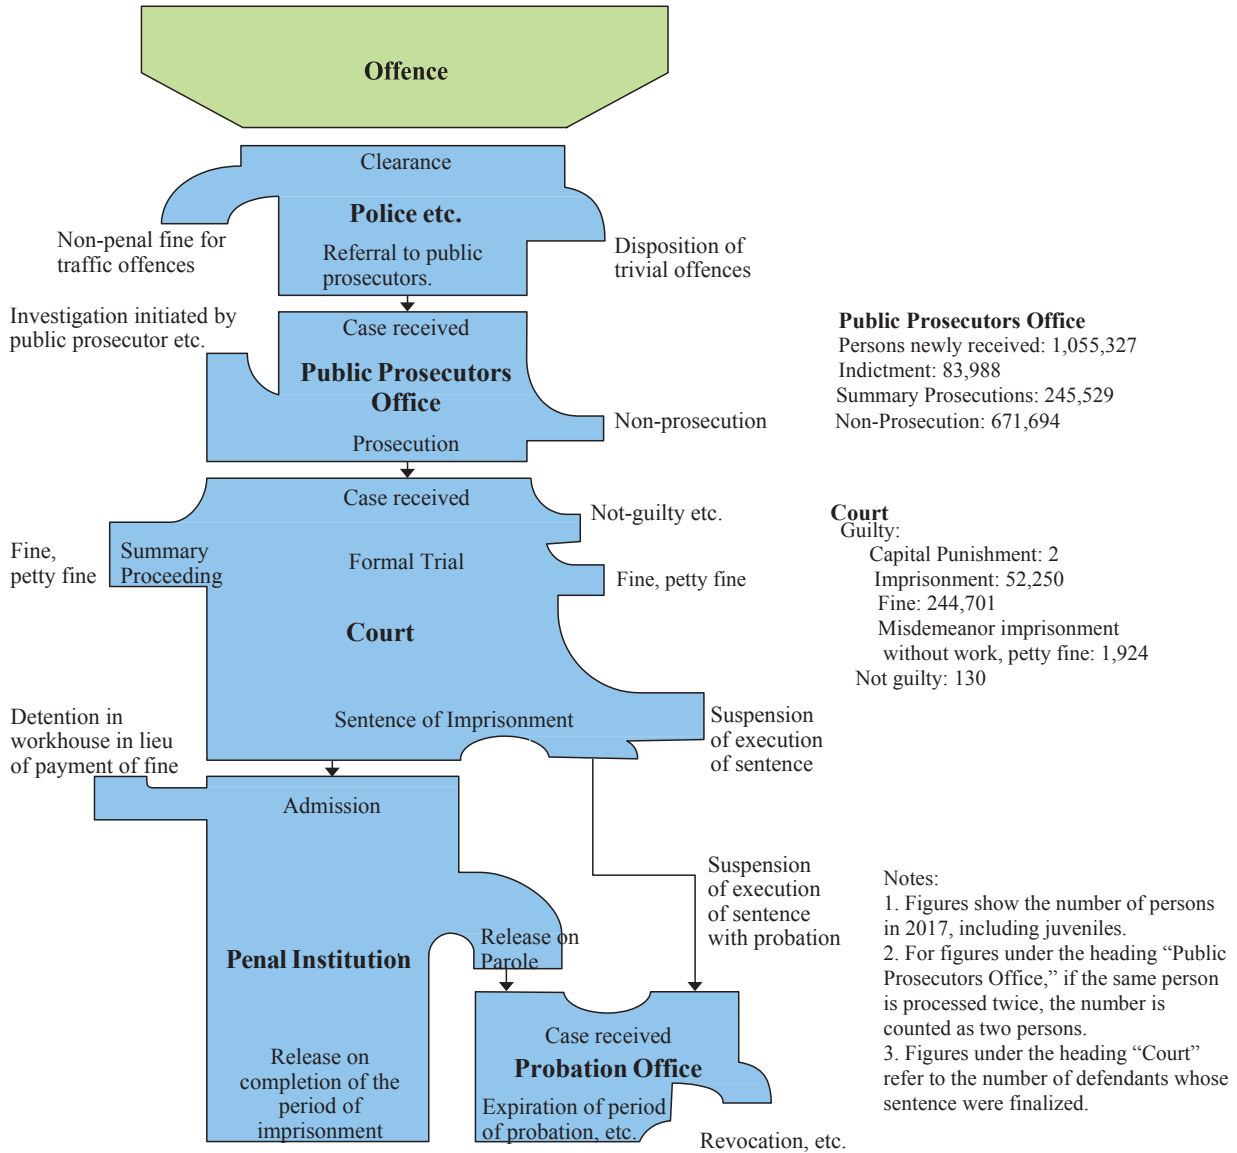 Offence
Clearance
Police etc.
Non-penal fine for
traffic offences
Referral to public
prosecutors.
Disposition of
trivial offences
Investigation initiated by
public prosecutor etc.
Case received
Public Prosecutors
Office
Prosecution
Non-prosecution
Public Prosecutors Office
Persons newly received: 1,055,327
Indictment: 83,988
Summary Prosecutions: 245,529
Non-Prosecution: 671,694
Case received
Not-guilty etc.
Fine,
petty fine
Summary
Proceeding
Formal Trial
Fine, petty fine
Court
Sentence of Imprisonment
Suspension
of execution
of sentence
Court
Guilty:
Capital Punishment: 2
Imprisonment: 52,250
Fine: 244,701
Misdemeanor imprisonment
without work, petty fine: 1,924
Not guilty: 130
Detention in
workhouse in lieu
of payment of fine
Admission
Suspension
of execution
of sentence
with probation
Release on
Parole
Penal Institution
Release on
completion of the
period of
imprisonment
Case received
Probation Office
Expiration of period
of probation, etc.
Revocation, etc.
Notes:
1. Figures show the number of persons
in 2017, including juveniles.
2. For figures under the heading “Public
Prosecutors Office,” if the same person
is processed twice, the number is
counted as two persons.
3. Figures under the heading “Court”
refer to the number of defendants whose
sentence were finalized.